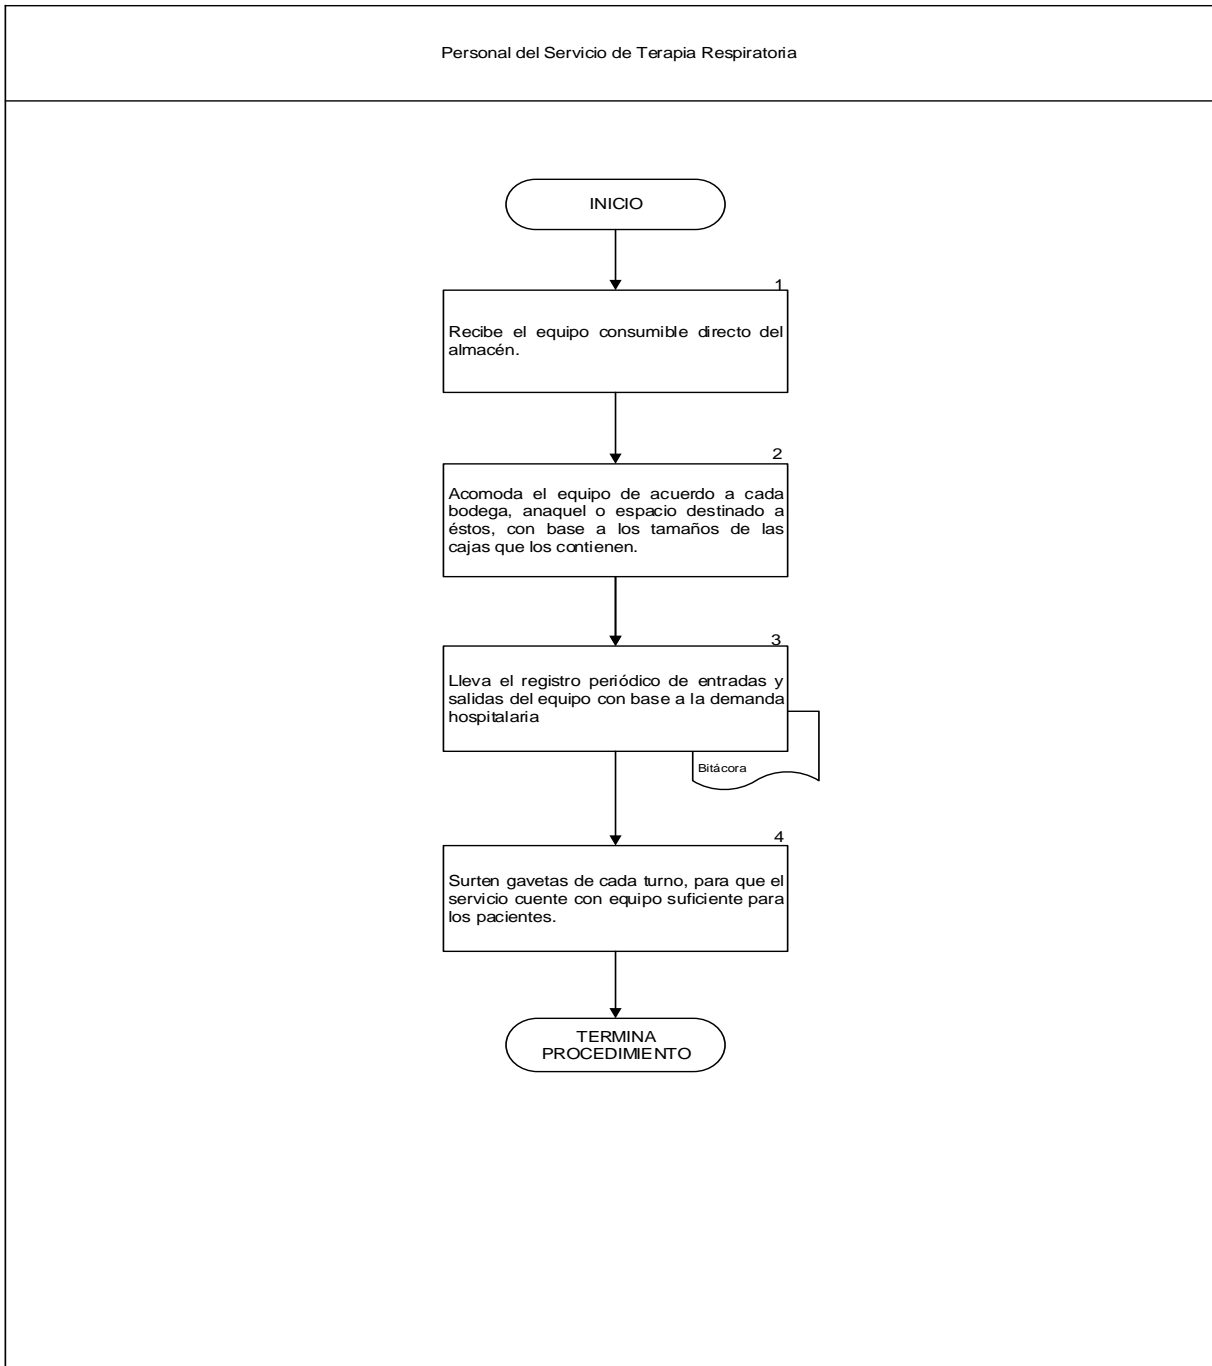 Personal del Servicio de Terapia Respiratoria
INICIO
1
Recibe el equipo consumible directo del
almacén.
2
Acomoda el equipo de acuerdo a cada
bodega, anaquel o espacio destinado a
éstos, con base a los tamaños de las
cajas que los contienen.
3
Lleva el registro periódico de entradas y
salidas del equipo con base a la demanda
hospitalaria
Bitácora
4
Surten gavetas de cada turno, para que el
servicio cuente con equipo suficiente para
los pacientes.
TERMINA
PROCEDIMIENTO